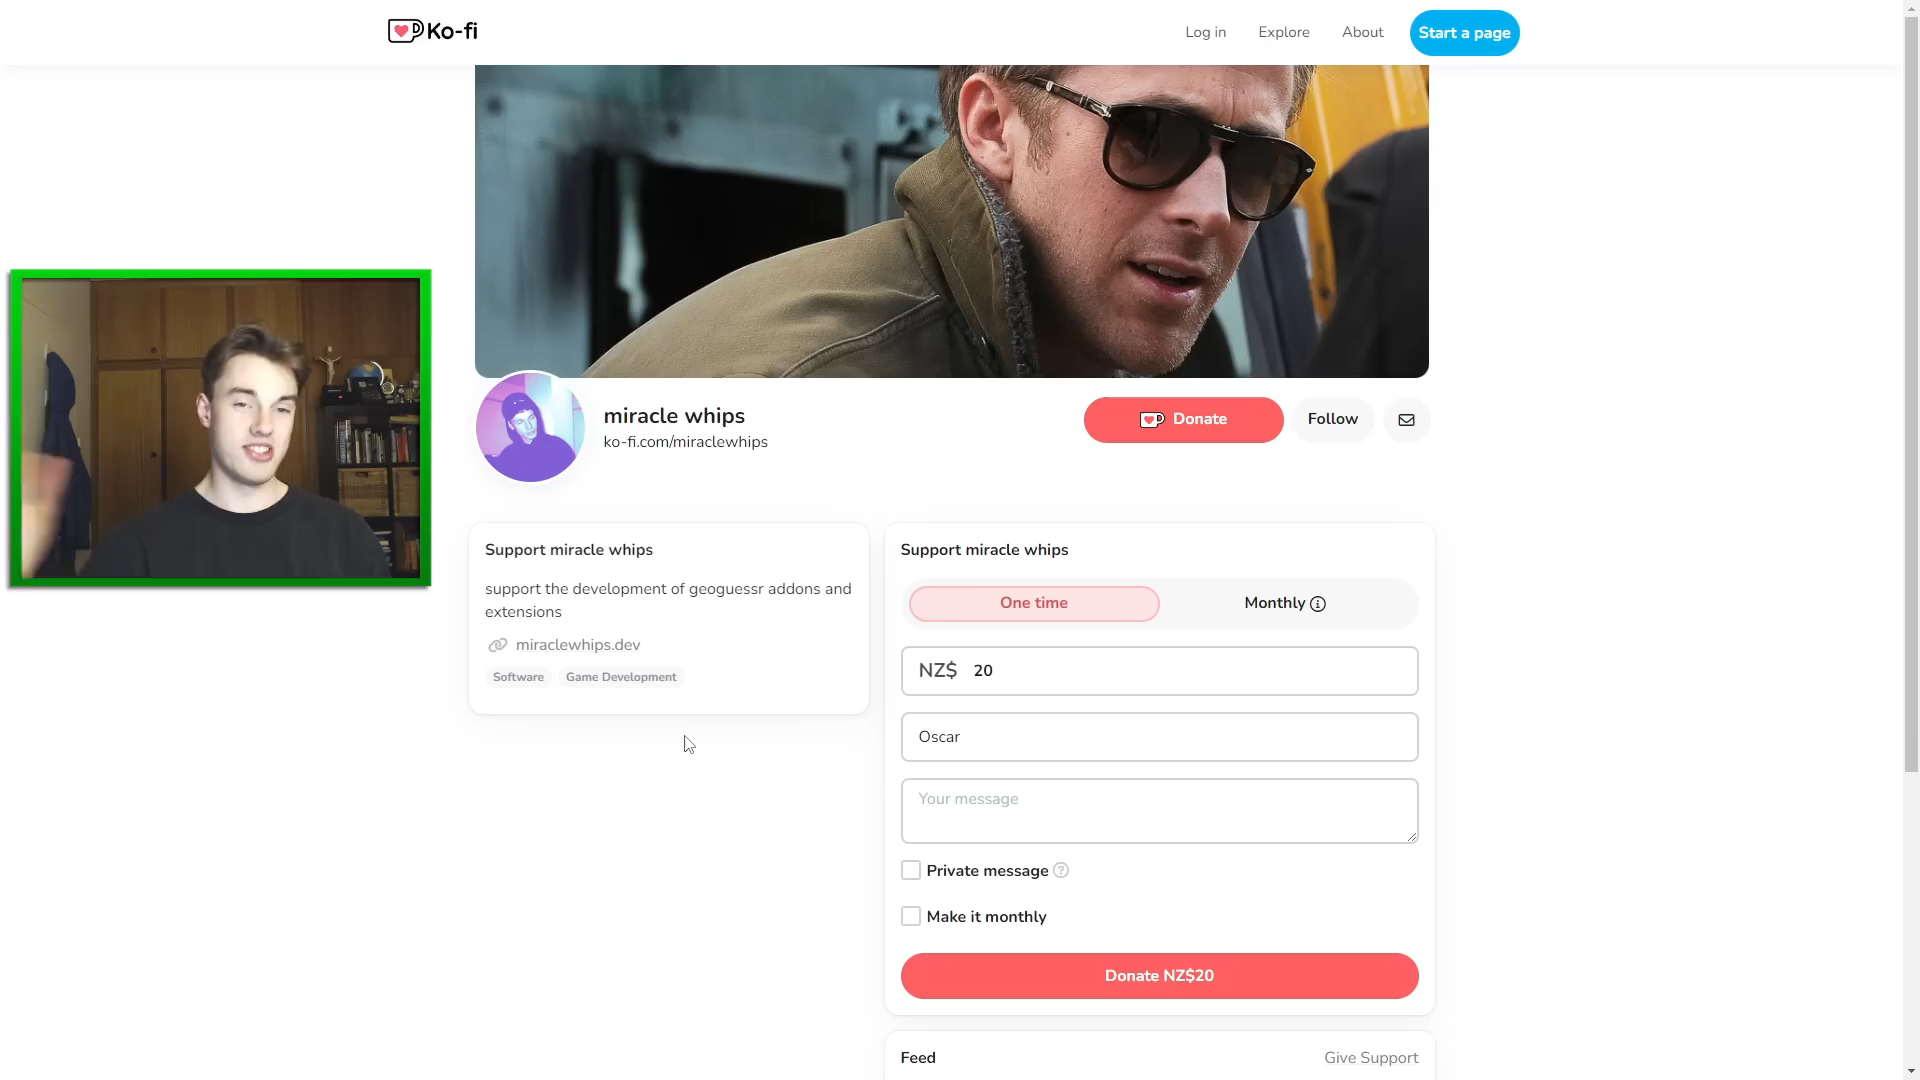 Ko-fi
Log in
Explore
About
Start a page
miracle whips
ko-fi.com/miraclewhips
Donate
Follow
Support miracle whips
support the development of geoguessr addons and
extensions
miraclewhips.dev
Software
Game Development
Support miracle whips
One time
Monthly
NZ$ 20
Oscar
Your message
Private message
Make it monthly
Donate NZ$20
Feed
Give Support